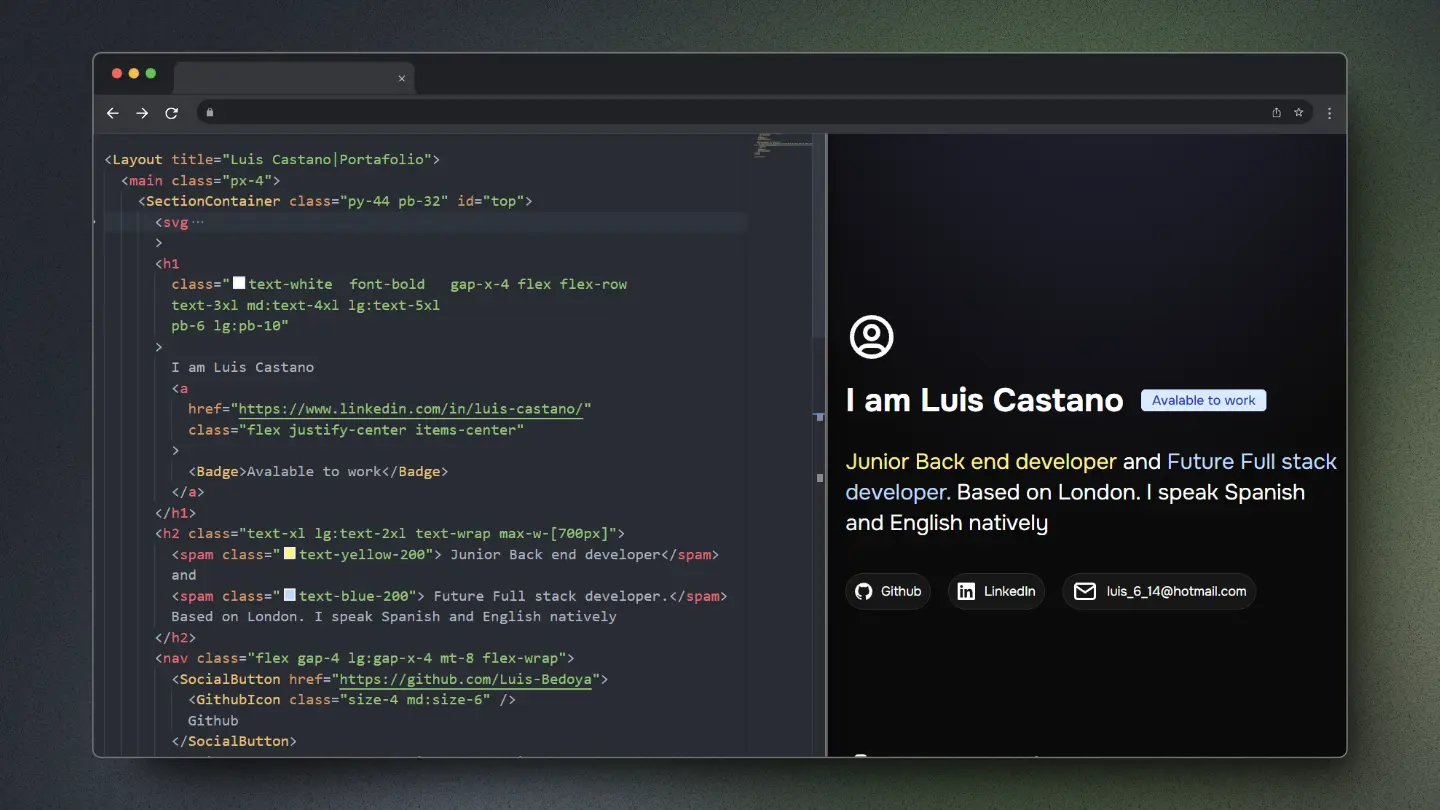 <Layout title="Luis Castano|Portafolio">
<main class="px-4">
<SectionContainer class="py-44 pb-32" id="top">
<svg ···
>
<h1
class="text-white  font-bold   gap-x-4 flex flex-row
text-3xl md:text-4xl lg:text-5xl
pb-6 lg:pb-10"
>
I am Luis Castano
<a
href="https://www.linkedin.com/in/luis-castano/"
class="flex justify-center items-center"
>
<Badge>Avalable to work</Badge>
</a>
</h1>
<h2 class="text-xl lg:text-2xl text-wrap max-w-[700px]">
<spam class="text-yellow-200"> Junior Back end developer</spam>
and
<spam class="text-blue-200"> Future Full stack developer.</spam>
Based on London. I speak Spanish and English natively
</h2>
<nav class="flex gap-4 lg:gap-x-4 mt-8 flex-wrap">
<SocialButton href="https://github.com/Luis-Bedoya">
<GithubIcon class="size-4 md:size-6" />
Github
</SocialButton>
I am Luis Castano
Avalable to work
Junior Back end developer and Future Full stack
developer. Based on London. I speak Spanish
and English natively
Github
LinkedIn
luis_6_14@hotmail.com